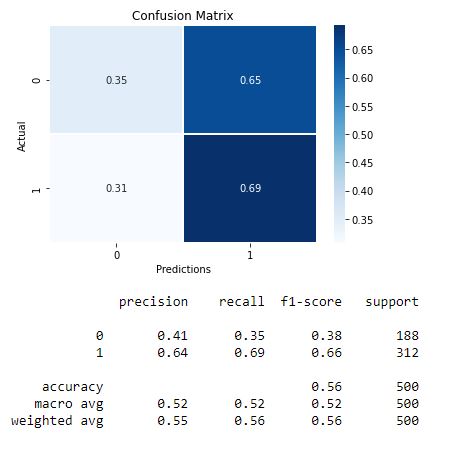 Confusion Matrix
0.35 0.65
0.31 0.69
0
1
Actual
0 1
Predictions
0.65
0.60
0.55
0.50
0.45
0.40
0.35
precision recall f1-score support
0 0.41 0.35 0.38 188
1 0.64 0.69 0.66 312
accuracy 0.56 500
macro avg 0.52 0.52 0.52 500
weighted avg 0.55 0.56 0.56 500